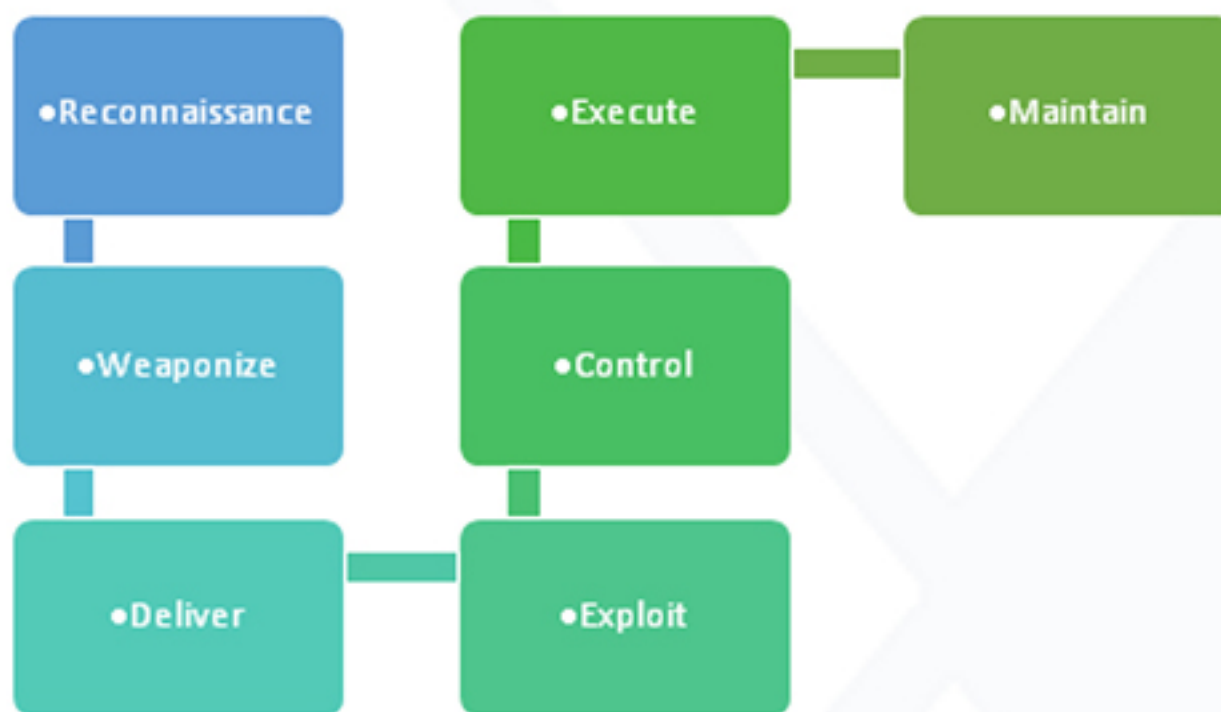 •Reconnaissance
•Weaponize
•Deliver
•Exploit
•Control
•Execute
•Maintain